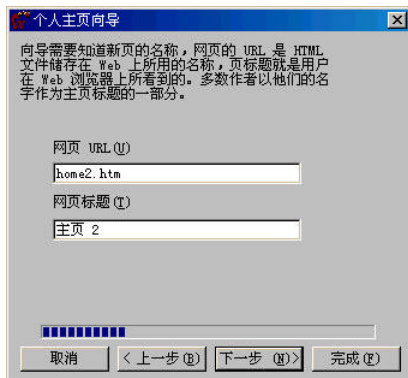 个人主页向导
向导需要知道新页的名称，网页的 URL 是 HTML
文件储存在 Web 上所用的名称，页标题就是用户
在 Web 浏览器上所看到的。多数作者以他们的名
字作为主页标题的一部分。
网页 URL(U)
home2.htm
网页标题(T)
主页 2
取消
< 上一步(B)
下一步 (N)>
完成(F)